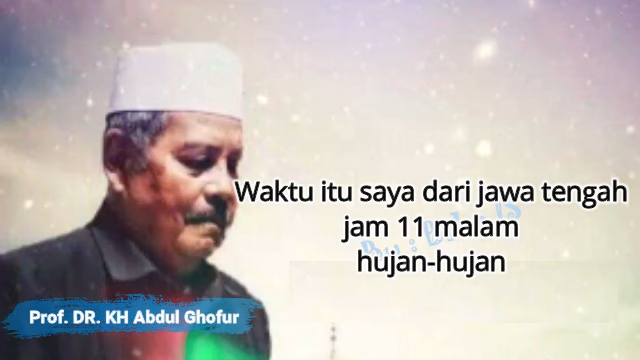 Waktu itu saya dari jawa tengah
jam 11 malam
hujan-hujan
Prof. DR. KH Abdul Ghofur